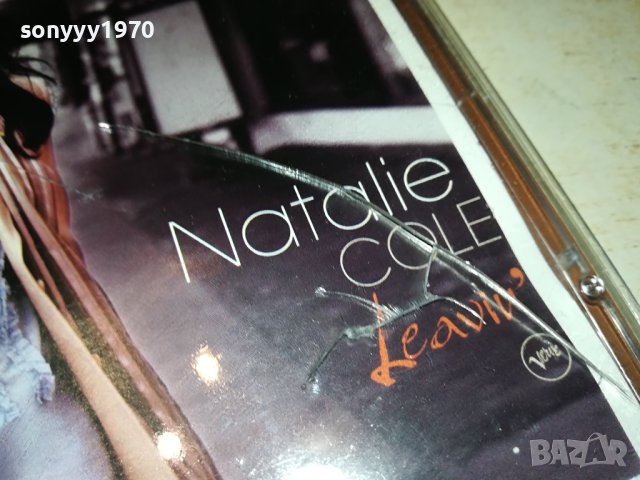 sonyyy1970
Natalie
COLE
Leavin'
Verve
BAZAR